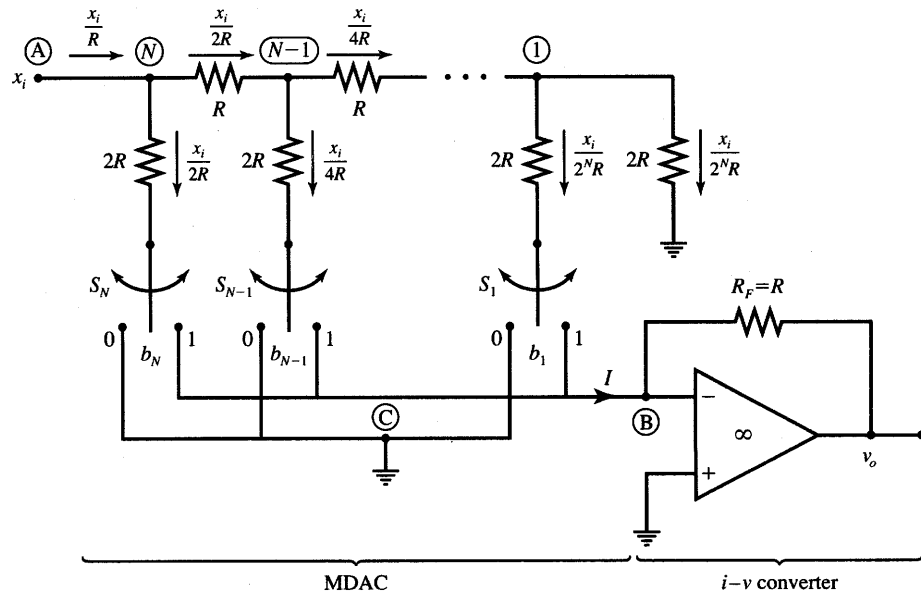 x_i/R x_i/2R x_i/4R
A N N−1 1
x_i R R ...
2R x_i/2R 2R x_i/4R 2R x_i/2^N R 2R x_i/2^N R
S_N S_{N−1} S_1 R_F=R
0 1 0 1 0 1
b_N b_{N−1} b_1
I
C B − ∞ +
v_o
MDAC i–v converter